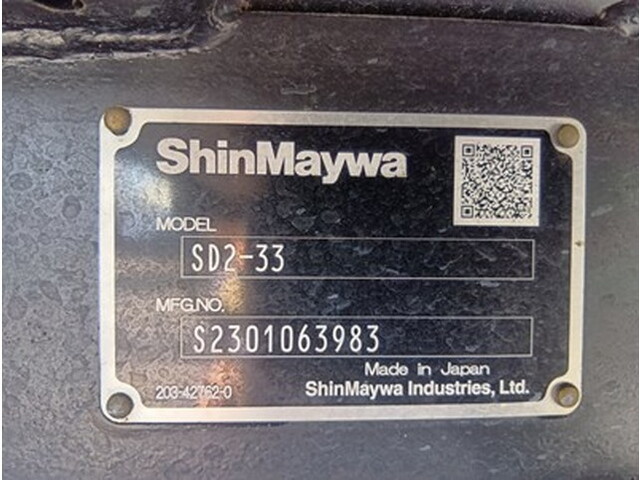 ShinMaywa
MODEL
SD2-33
MFG.NO.
S2301063983
Made in Japan
203-42762-0
ShinMaywa Industries, Ltd.